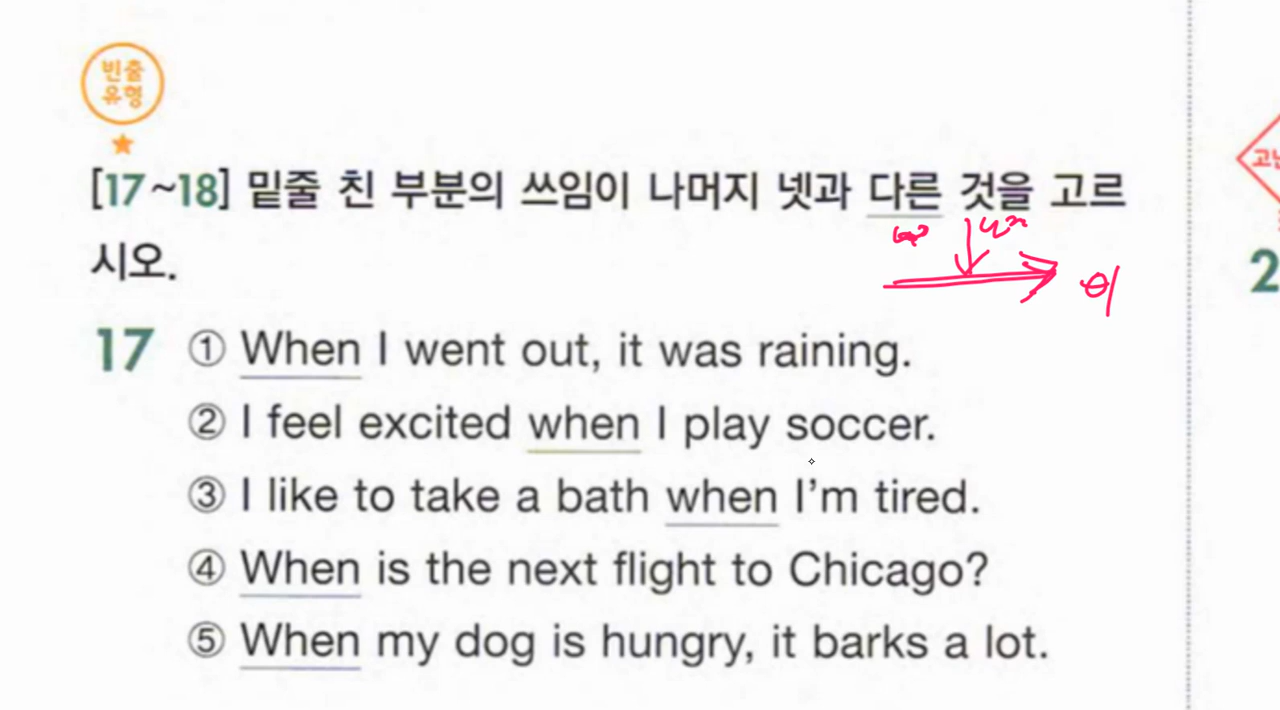 빈출
유형
[17~18] 밑줄 친 부분의 쓰임이 나머지 넷과 다른 것을 고르
시오.
17 ① When I went out, it was raining.
② I feel excited when I play soccer.
③ I like to take a bath when I'm tired.
④ When is the next flight to Chicago?
⑤ When my dog is hungry, it barks a lot.
고난
2